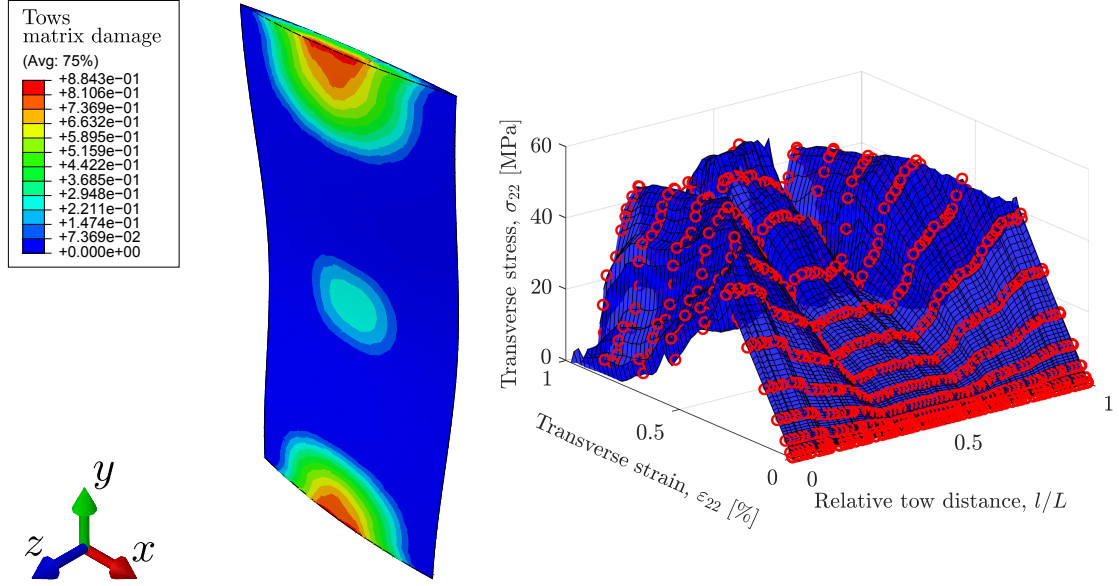 Tows
matrix damage
(Avg: 75%)
+8.843e−01
+8.106e−01
+7.369e−01
+6.632e−01
+5.895e−01
+5.159e−01
+4.422e−01
+3.685e−01
+2.948e−01
+2.211e−01
+1.474e−01
+7.369e−02
+0.000e+00
y
z
x
Transverse stress, σ22 [MPa]
60
40
20
0
1
0.5
0
Transverse strain, ε22 [%]
0
0.5
1
Relative tow distance, l/L